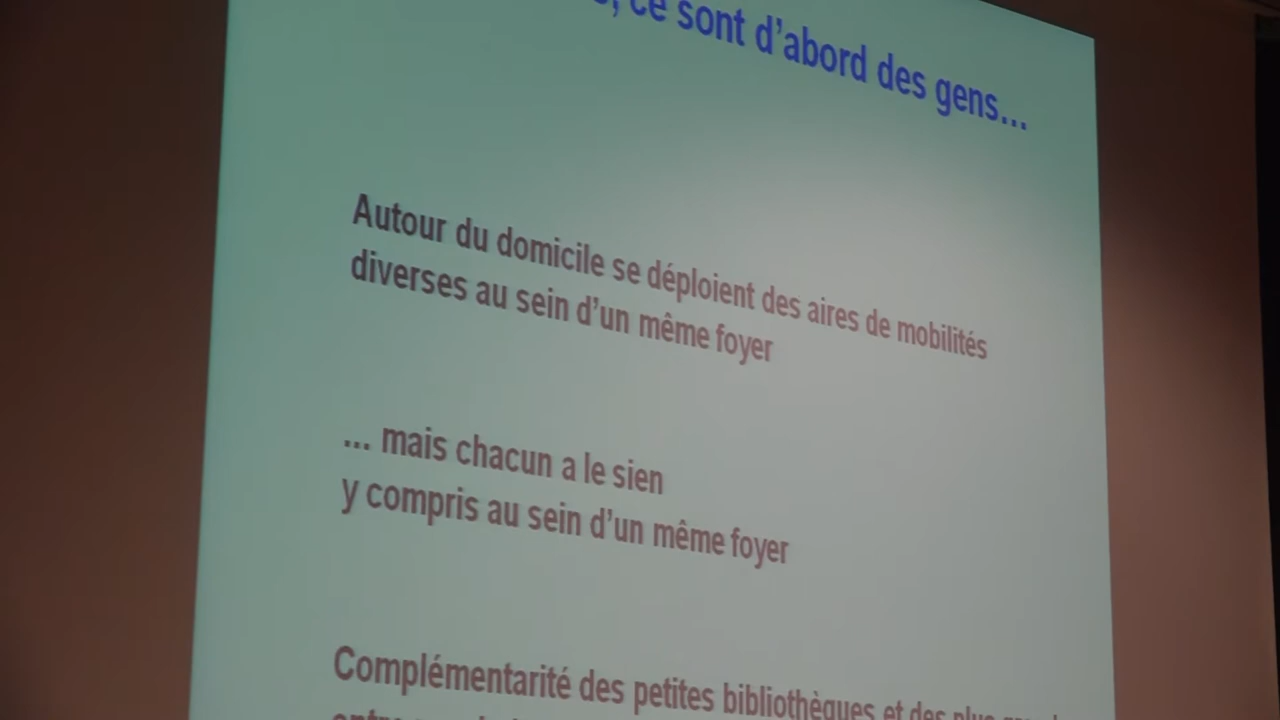 ce sont d'abord des gens...
Autour du domicile se déploient des aires de mobilités
diverses au sein d'un même foyer
... mais chacun a le sien
y compris au sein d'un même foyer
Complémentarité des petites bibliothèques et des plus